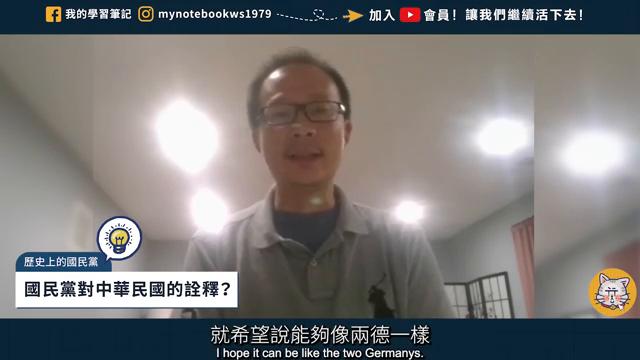 我的學習筆記 mynotebookws1979 加入 會員! 讓我們繼續活下去!
歷史上的國民黨
國民黨對中華民國的詮釋?
就希望說能夠像兩德一樣
I hope it can be like the two Germanys.